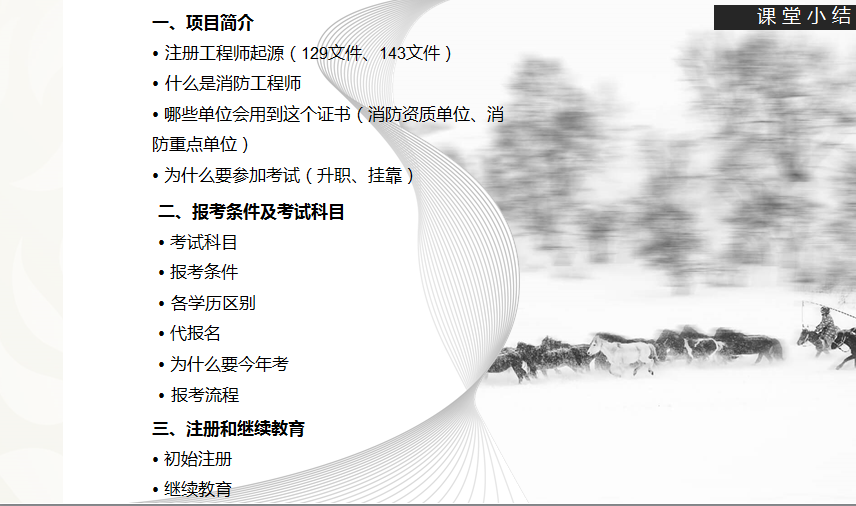 课堂小结
一、项目简介
• 注册工程师起源（129文件、143文件）
• 什么是消防工程师
• 哪些单位会用到这个证书（消防资质单位、消
防重点单位）
• 为什么要参加考试（升职、挂靠）
二、报考条件及考试科目
• 考试科目
• 报考条件
• 各学历区别
• 代报名
• 为什么要今年考
• 报考流程
三、注册和继续教育
• 初始注册
• 继续教育